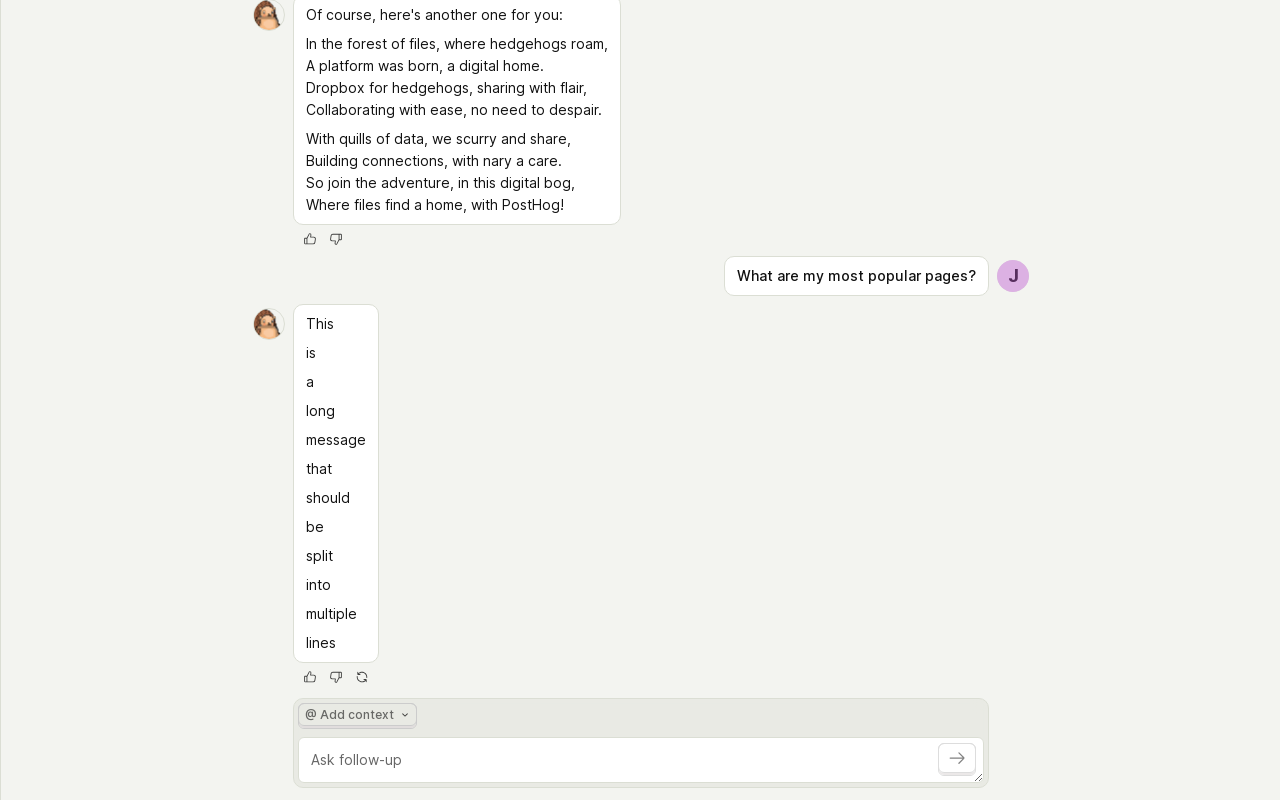 Of course, here's another one for you:
In the forest of files, where hedgehogs roam,
A platform was born, a digital home.
Dropbox for hedgehogs, sharing with flair,
Collaborating with ease, no need to despair.
With quills of data, we scurry and share,
Building connections, with nary a care.
So join the adventure, in this digital bog,
Where files find a home, with PostHog!
What are my most popular pages?
J
This
is
a
long
message
that
should
be
split
into
multiple
lines
@ Add context
Ask follow-up